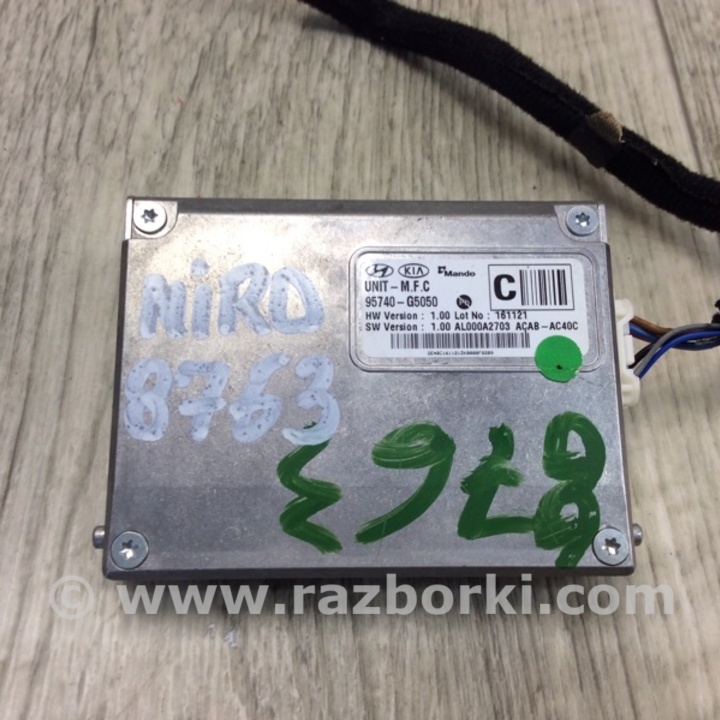 HYUNDAI KIA Mando
UNIT-M.F.C
95740-G5050
C
HW Version : 1.00 Lot No : 161121
SW Version : 1.00 AL000A2703 ACAB-AC40C
NiRO
8763
8763
© www.razborki.com